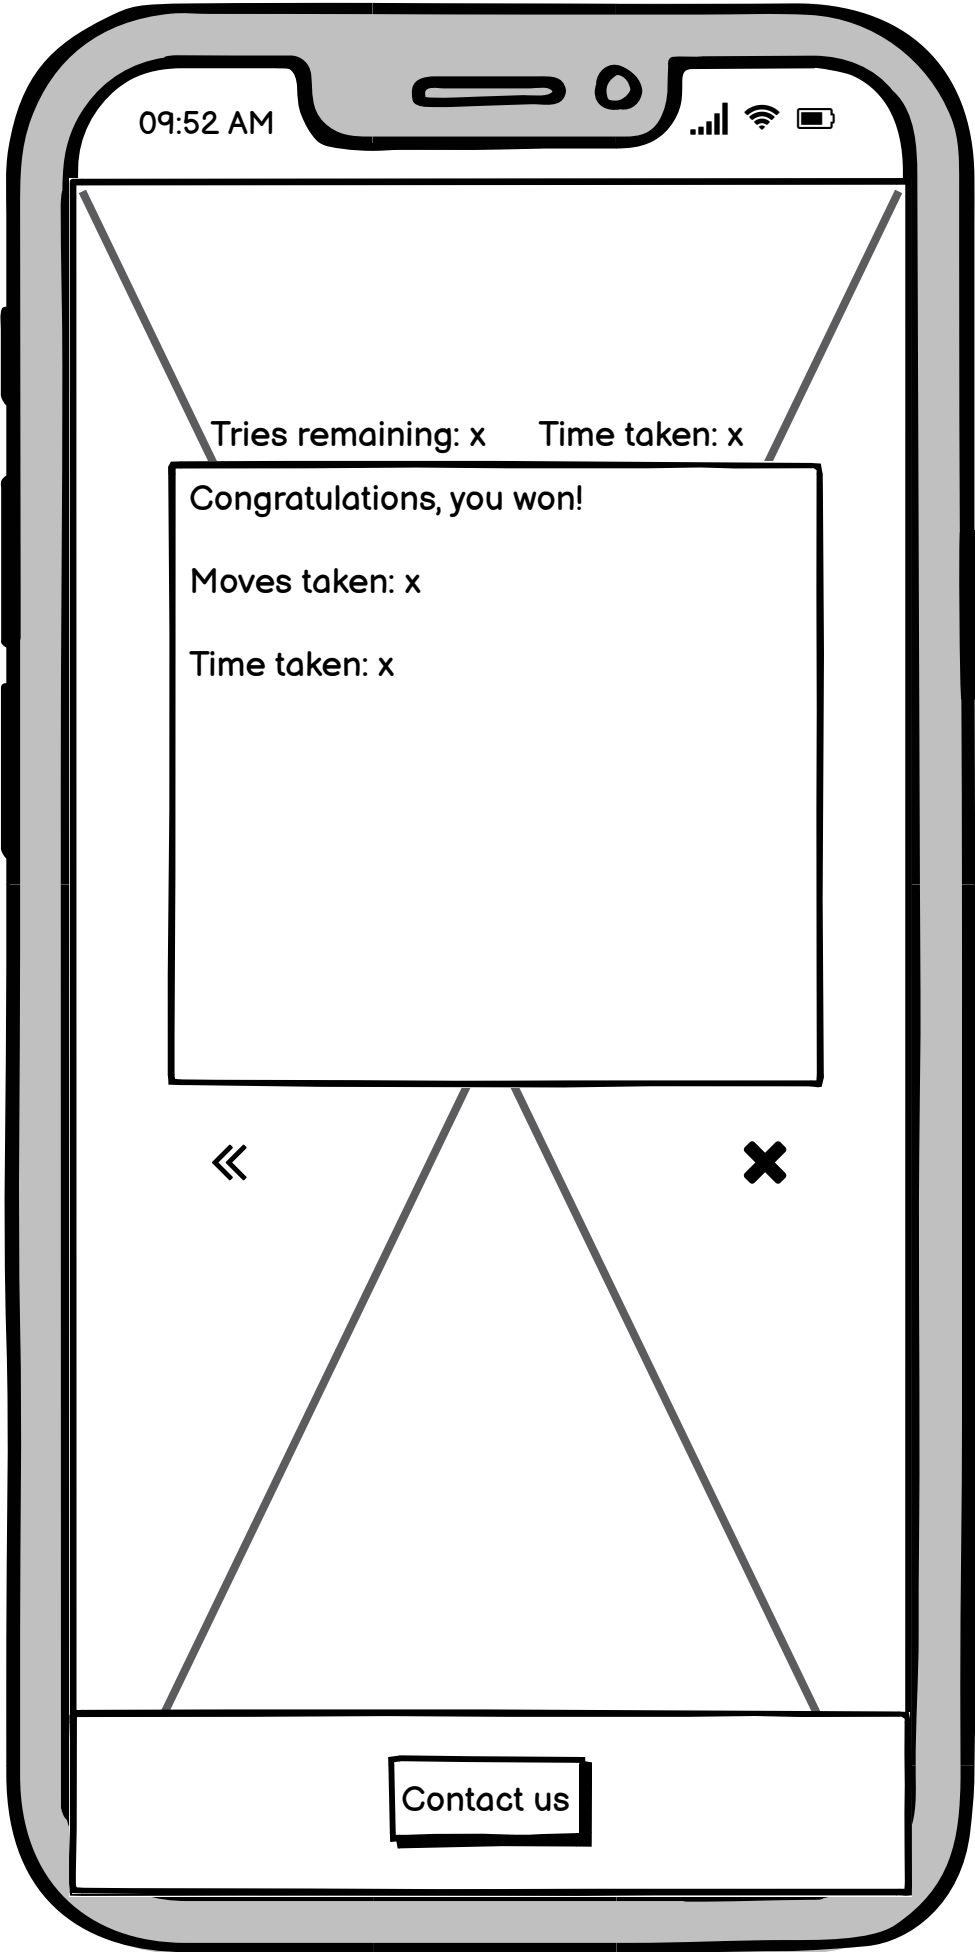 09:52 AM
Tries remaining: x Time taken: x
Congratulations, you won!
Moves taken: x
Time taken: x
Contact us